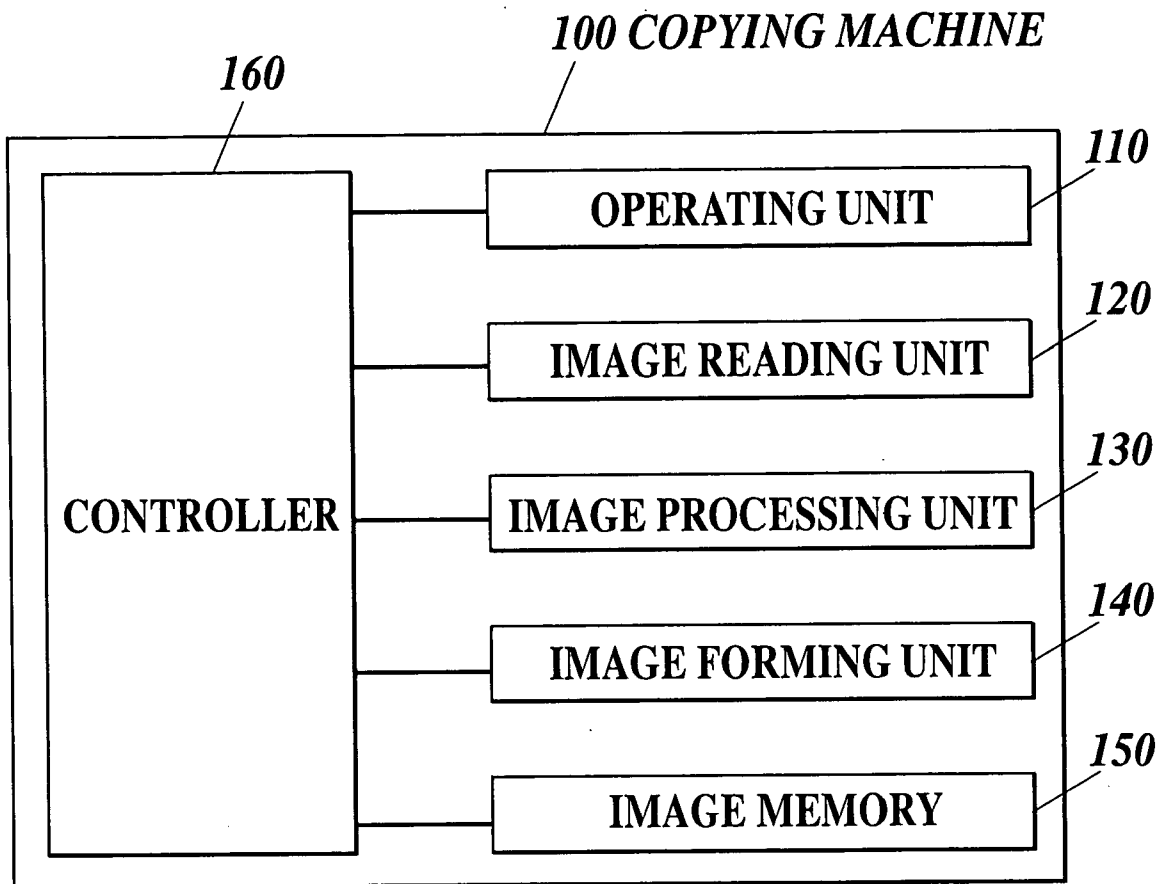 100 COPYING MACHINE
160
110
OPERATING UNIT
120
IMAGE READING UNIT
130
CONTROLLER
IMAGE PROCESSING UNIT
140
IMAGE FORMING UNIT
150
IMAGE MEMORY